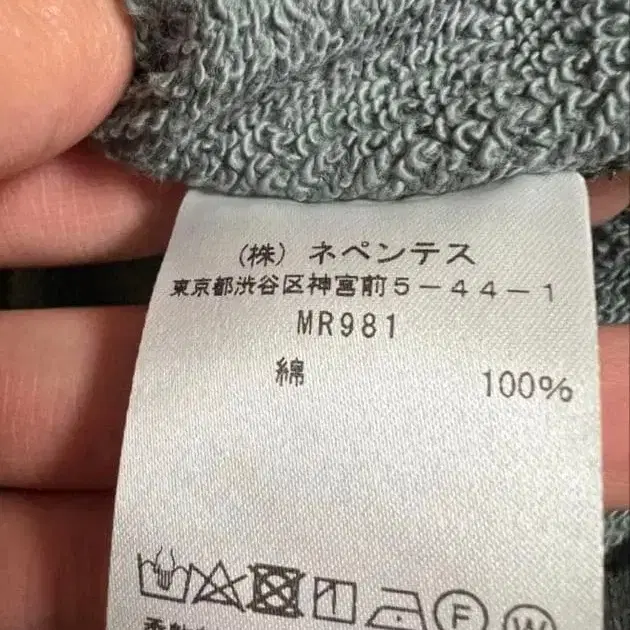 (株) ネペンテス
東京都渋谷区神宮前5-44-1
MR981
綿 100%
F W